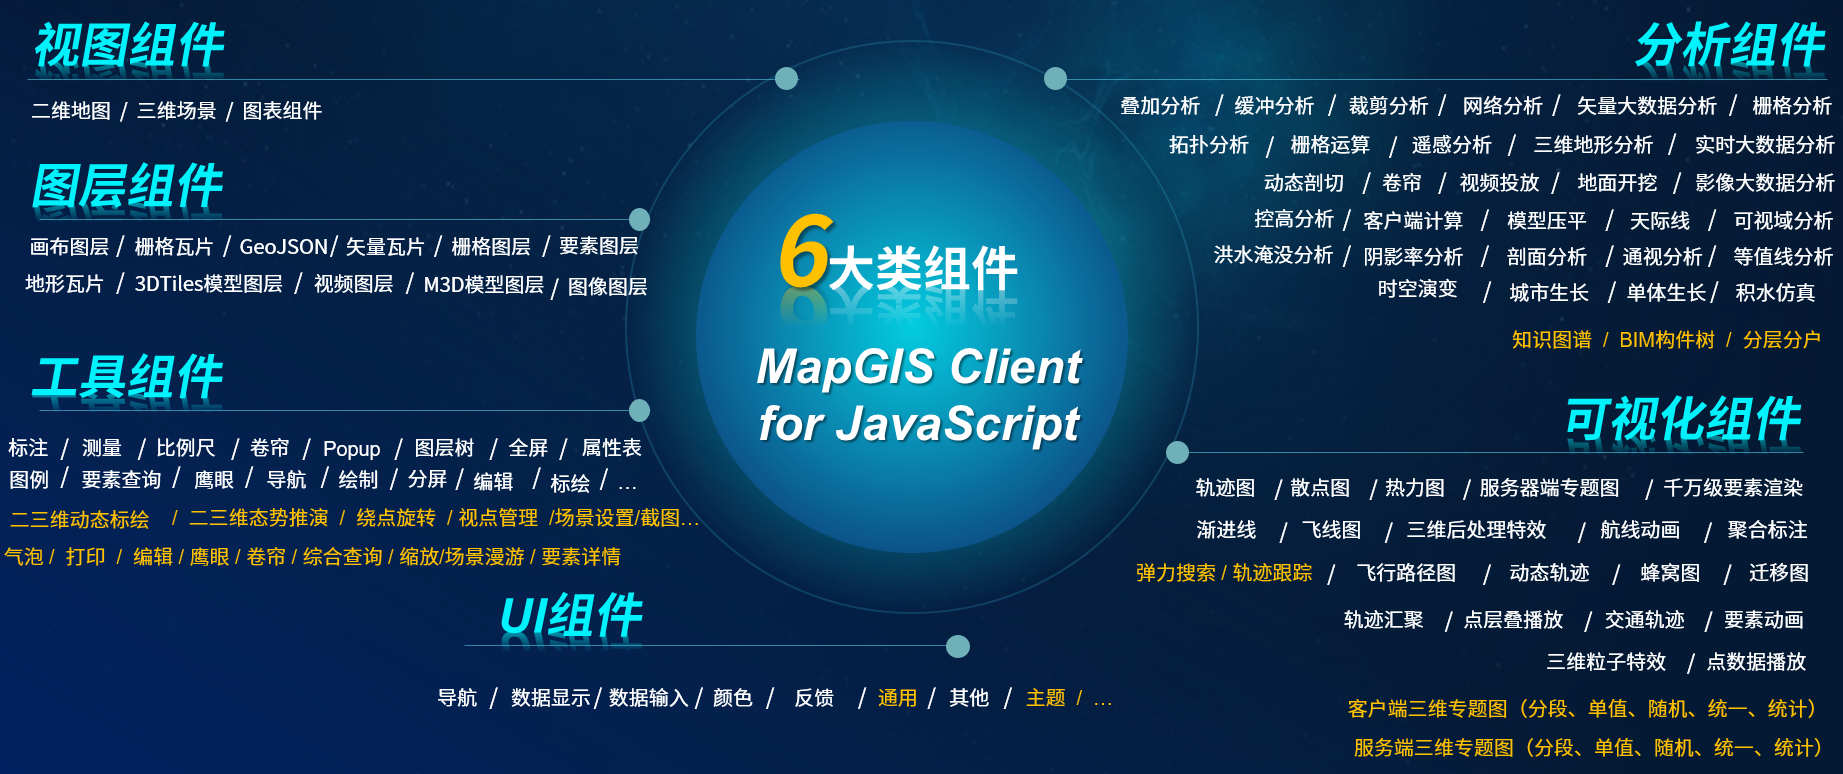 视图组件
二维地图 / 三维场景 / 图表组件
图层组件
画布图层 / 栅格瓦片 / GeoJSON / 矢量瓦片 / 栅格图层 / 要素图层
地形瓦片 / 3DTiles模型图层 / 视频图层 / M3D模型图层 / 图像图层
工具组件
标注 / 测量 / 比例尺 / 卷帘 / Popup / 图层树 / 全屏 / 属性表
图例 / 要素查询 / 鹰眼 / 导航 / 绘制 / 分屏 / 编辑 / 标绘 / …
二三维动态标绘 / 二三维态势推演 / 绕点旋转 / 视点管理 /场景设置/截图…
气泡 / 打印 / 编辑 / 鹰眼 / 卷帘 / 综合查询 / 缩放/场景漫游 / 要素详情
UI组件
导航 / 数据显示 / 数据输入 / 颜色 / 反馈 / 通用 / 其他 / 主题 / …
6大类组件
MapGIS Client
for JavaScript
分析组件
叠加分析 / 缓冲分析 / 裁剪分析 / 网络分析 / 矢量大数据分析 / 栅格分析
拓扑分析 / 栅格运算 / 遥感分析 / 三维地形分析 / 实时大数据分析
动态剖切 / 卷帘 / 视频投放 / 地面开挖 / 影像大数据分析
控高分析 / 客户端计算 / 模型压平 / 天际线 / 可视域分析
洪水淹没分析 / 阴影率分析 / 剖面分析 / 通视分析 / 等值线分析
时空演变 / 城市生长 / 单体生长 / 积水仿真
知识图谱 / BIM构件树 / 分层分户
可视化组件
轨迹图 / 散点图 / 热力图 / 服务器端专题图 / 千万级要素渲染
渐进线 / 飞线图 / 三维后处理特效 / 航线动画 / 聚合标注
弹力搜索 / 轨迹跟踪 / 飞行路径图 / 动态轨迹 / 蜂窝图 / 迁移图
轨迹汇聚 / 点层叠播放 / 交通轨迹 / 要素动画
三维粒子特效 / 点数据播放
客户端三维专题图（分段、单值、随机、统一、统计）
服务端三维专题图（分段、单值、随机、统一、统计）